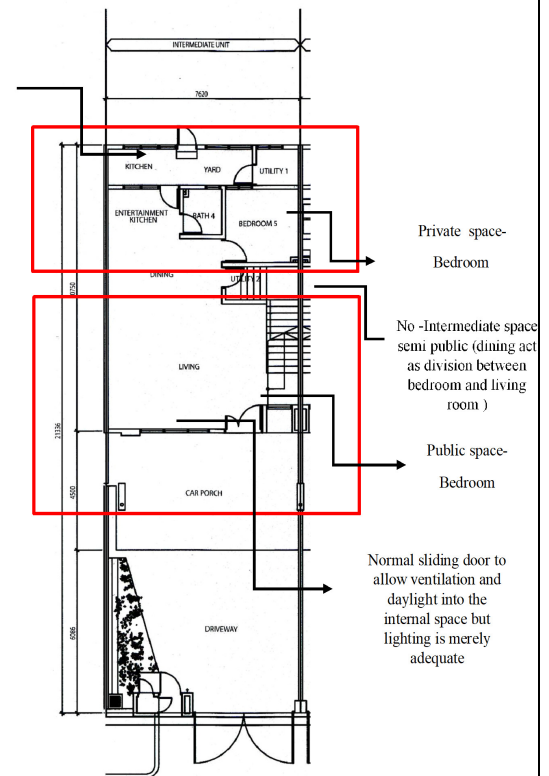 INTERMEDIATE UNIT
7620
KITCHEN
YARD
UTILITY 1
ENTERTAINMENT
KITCHEN
BATH 4
BEDROOM 5
Private space-
Bedroom
DINING
UTILITY 2
0750
No -Intermediate space
semi public (dining act
as division between
bedroom and living
room )
LIVING
21336
Public space-
Bedroom
4500
CAR PORCH
Normal sliding door to
allow ventilation and
daylight into the
internal space but
lighting is merely
adequate
6086
DRIVEWAY